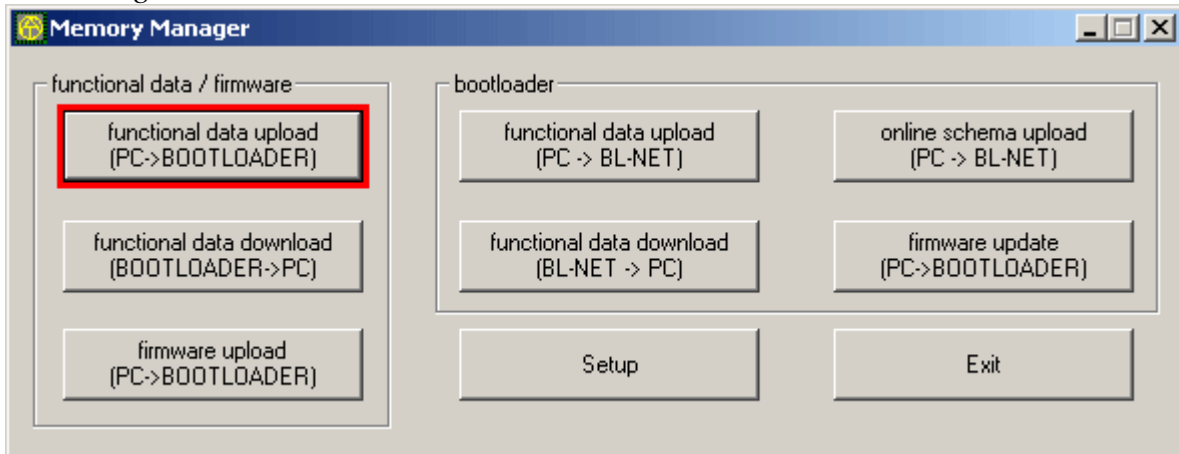 Memory Manager
functional data / firmware
functional data upload
(PC->BOOTLOADER)
functional data download
(BOOTLOADER->PC)
firmware upload
(PC->BOOTLOADER)
bootloader
functional data upload
(PC -> BL-NET)
online schema upload
(PC -> BL-NET)
functional data download
(BL-NET -> PC)
firmware update
(PC->BOOTLOADER)
Setup
Exit